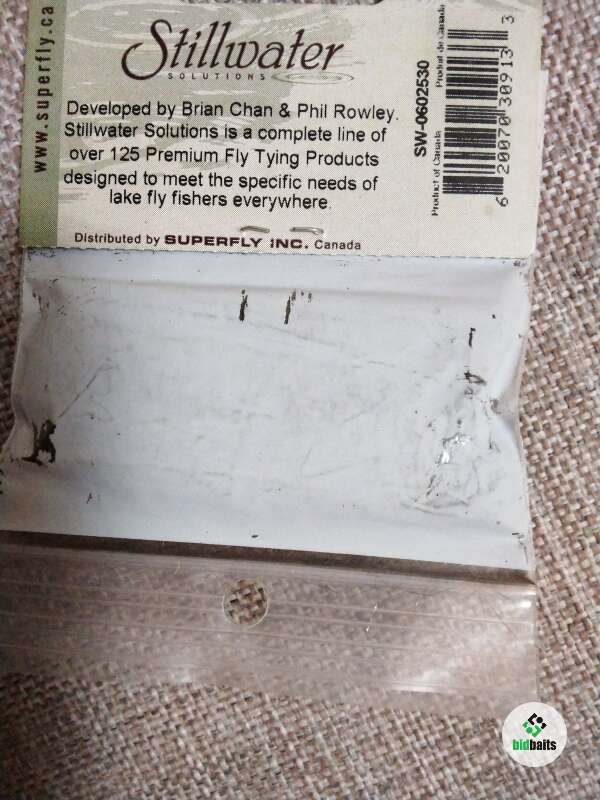 www.superfly.ca
Stillwater
SOLUTIONS
Developed by Brian Chan & Phil Rowley.
Stillwater Solutions is a complete line of
over 125 Premium Fly Tying Products
designed to meet the specific needs of
lake fly fishers everywhere.
Distributed by SUPERFLY INC. Canada
SW-0602530
Product of Canada
Produit de Canada
6 20070 30913 3
bidbaits